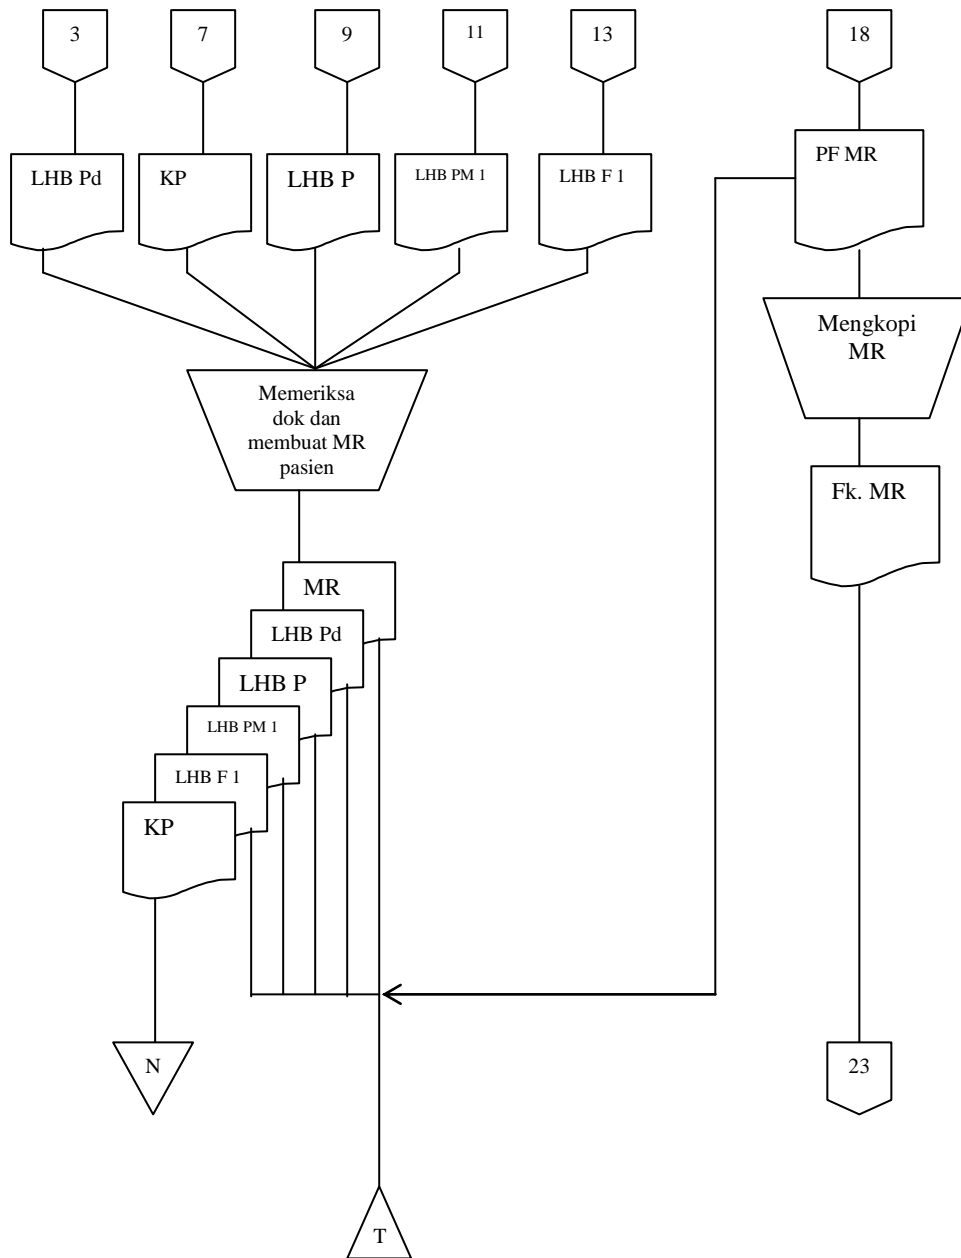 3
7
9
11
13
18
LHB Pd
KP
LHB P
LHB PM 1
LHB F 1
PF MR
Mengkopi
MR
Memeriksa
dok dan
membuat MR
pasien
Fk. MR
MR
LHB Pd
LHB P
LHB PM 1
LHB F 1
KP
N
23
T